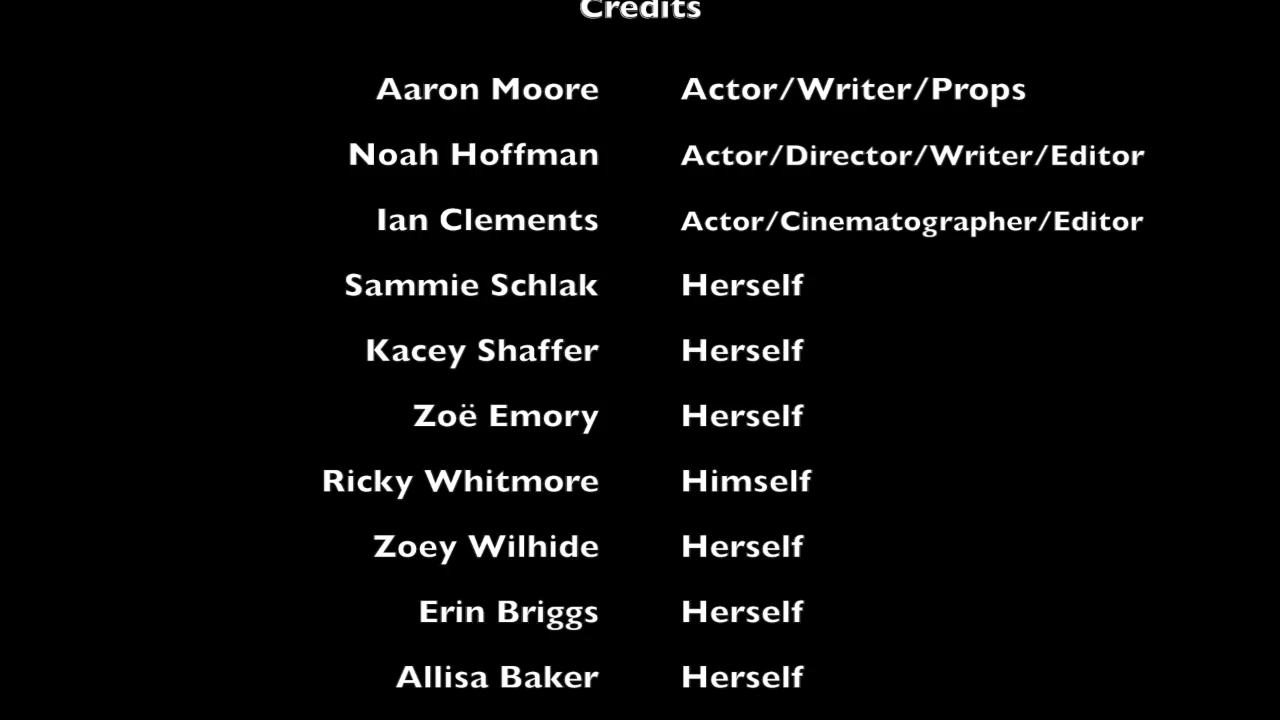 Credits
Aaron Moore Actor/Writer/Props
Noah Hoffman Actor/Director/Writer/Editor
Ian Clements Actor/Cinematographer/Editor
Sammie Schlak Herself
Kacey Shaffer Herself
Zoë Emory Herself
Ricky Whitmore Himself
Zoey Wilhide Herself
Erin Briggs Herself
Allisa Baker Herself